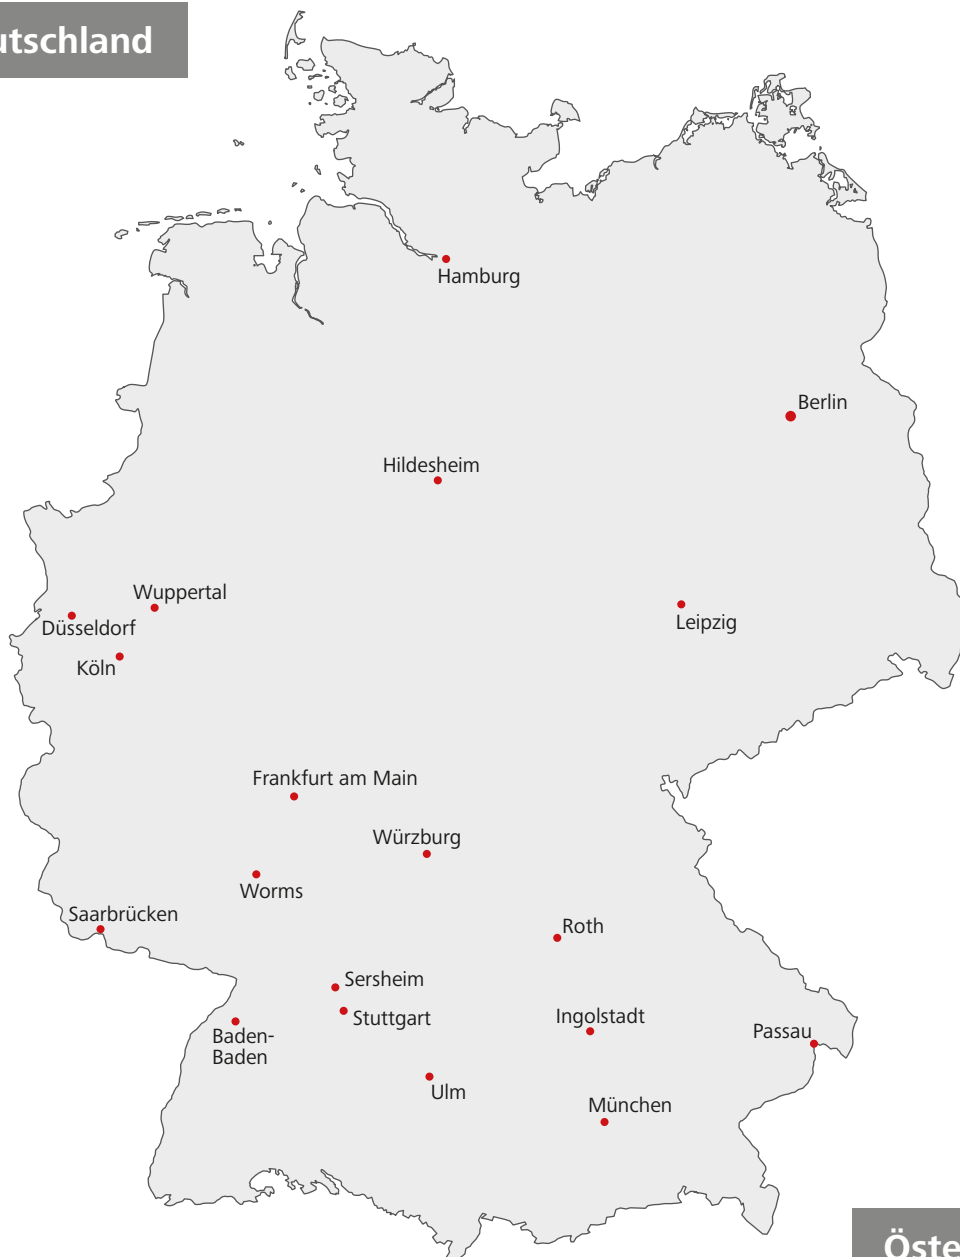 utschland
Hamburg
Berlin
Hildesheim
Wuppertal
Düsseldorf
Leipzig
Köln
Frankfurt am Main
Würzburg
Worms
Saarbrücken
Roth
Sersheim
Stuttgart
Ingolstadt
Baden-
Baden
Passau
Ulm
München
Öste